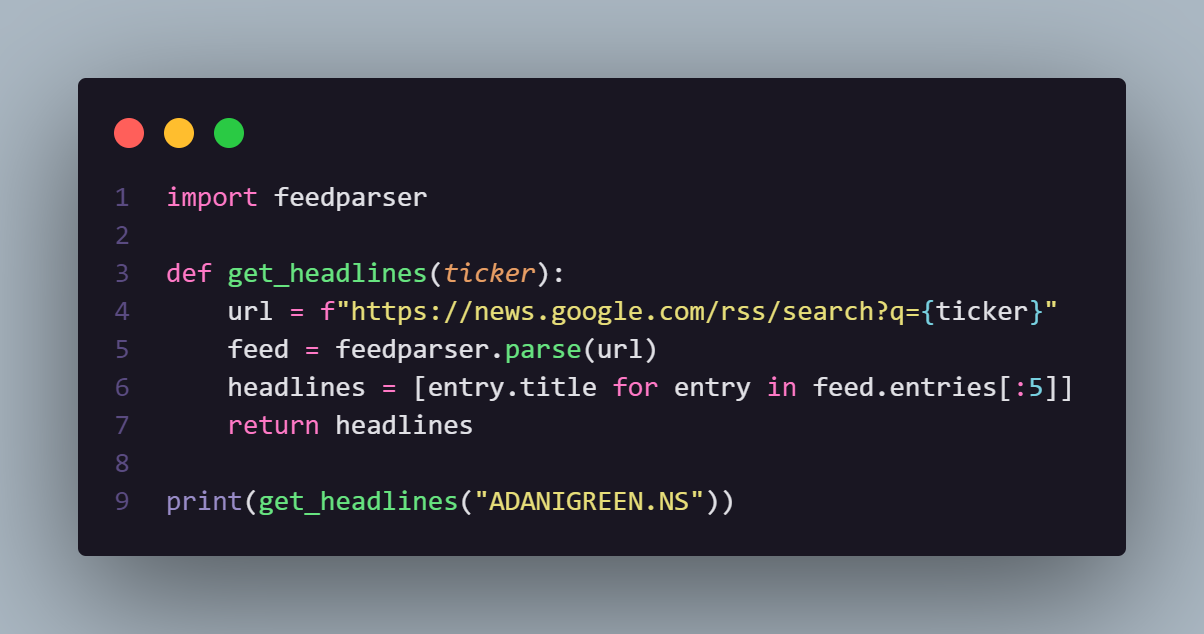 1 import feedparser
2
3 def get_headlines(ticker):
4     url = f"https://news.google.com/rss/search?q={ticker}"
5     feed = feedparser.parse(url)
6     headlines = [entry.title for entry in feed.entries[:5]]
7     return headlines
8
9 print(get_headlines("ADANIGREEN.NS"))